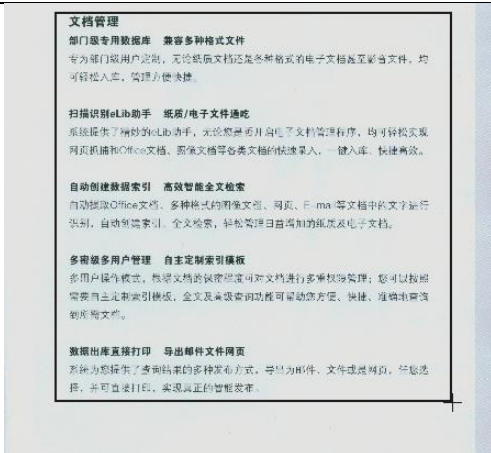 文档管理
部门级专用数据库 兼容多种格式文件
专为部门级用户定制，无论纸质文档还是各种格式的电子文档甚至影音文件，均
可轻松入库，管理方便快捷。
扫描识别eLib助手 纸质/电子文件通吃
系统提供了精妙的eLib助手，无论您是否开启电子文档管理程序，均可轻松实现
网页抓捕和Office文档、图像文档等各类文档的快速录入，一键入库、快捷高效。
自动创建数据索引 高效智能全文检索
自动提取Office文档、多种格式的图像文档、网页、E-mail等文档中的文字进行
识别，自动创建索引、全文检索，轻松管理日益增加的纸质及电子文档。
多密级多用户管理 自主定制索引模板
多用户操作模式，根据文档的保密程度可对文档进行多重权限管理；您可以按照
需要自主定制索引模板，全文及高级查询功能可帮助您方便、快捷、准确地查询
到所需文档。
数据出库直接打印 导出邮件文件网页
系统为您提供了查询结果的多种发布方式，导出为邮件、文件或是网页，任您选
择，并可直接打印，实现真正的智能发布。